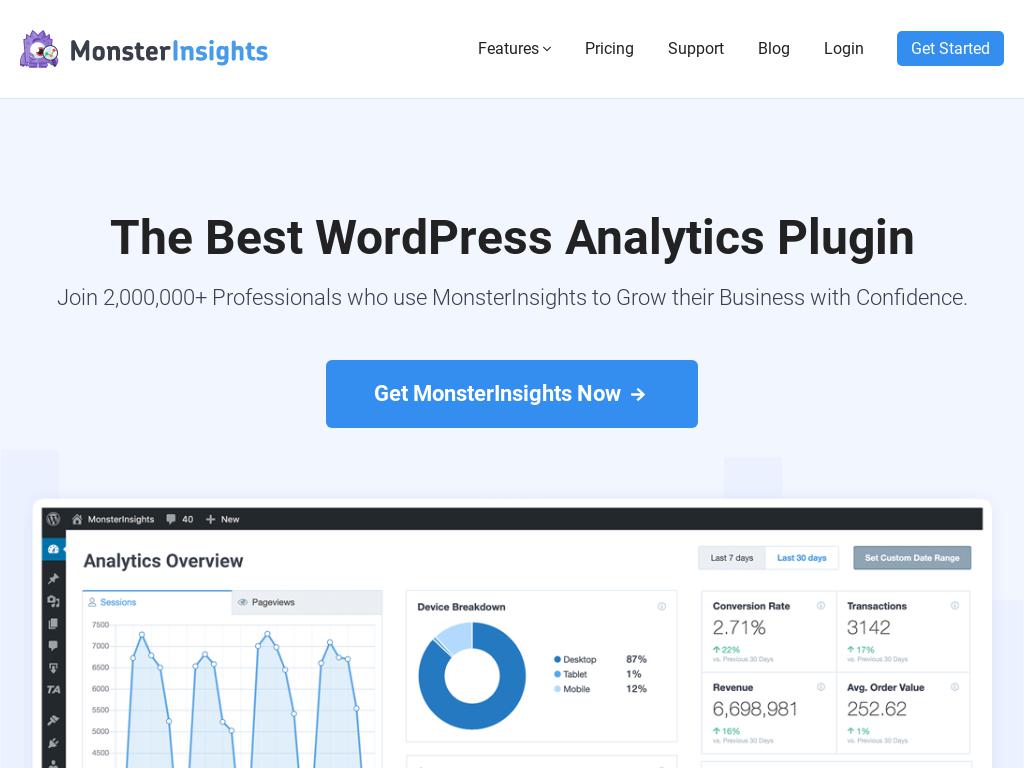 MonsterInsights
Features Pricing Support Blog Login Get Started
The Best WordPress Analytics Plugin
Join 2,000,000+ Professionals who use MonsterInsights to Grow their Business with Confidence.
Get MonsterInsights Now →
MonsterInsights 40 New
Analytics Overview
Last 7 days Last 30 days Set Custom Date Range
Sessions Pageviews
7500
7000
6500
6000
5500
5000
4500
Device Breakdown
Desktop 87%
Tablet 1%
Mobile 12%
Conversion Rate
2.71%
22%
vs. Previous 30 Days
Transactions
3142
17%
vs. Previous 30 Days
Revenue
6,698,981
16%
vs. Previous 30 Days
Avg. Order Value
252.62
1%
vs. Previous 30 Days
TA